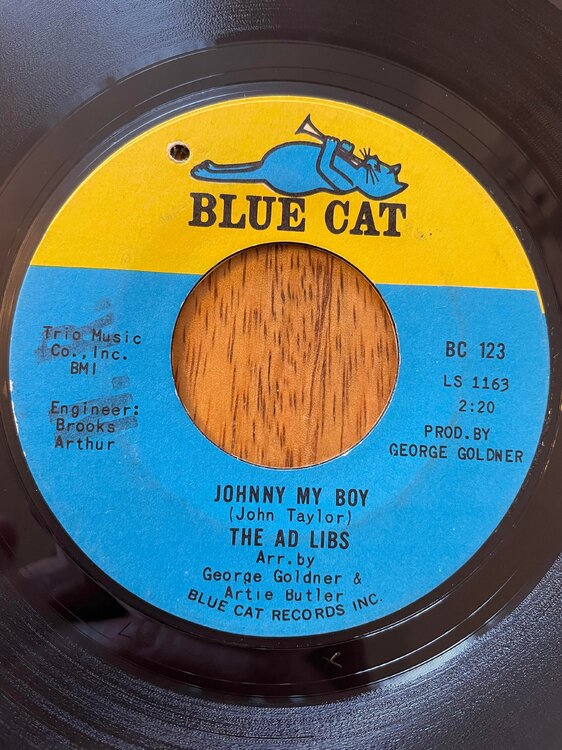 BLUE CAT
Trio Music
Co., Inc.
BMI
Engineer:
Brooks
Arthur
BC 123
LS 1163
2:20
PROD. BY
GEORGE GOLDNER
JOHNNY MY BOY
(John Taylor)
THE AD LIBS
Arr. by
George Goldner &
Artie Butler
BLUE CAT RECORDS INC.